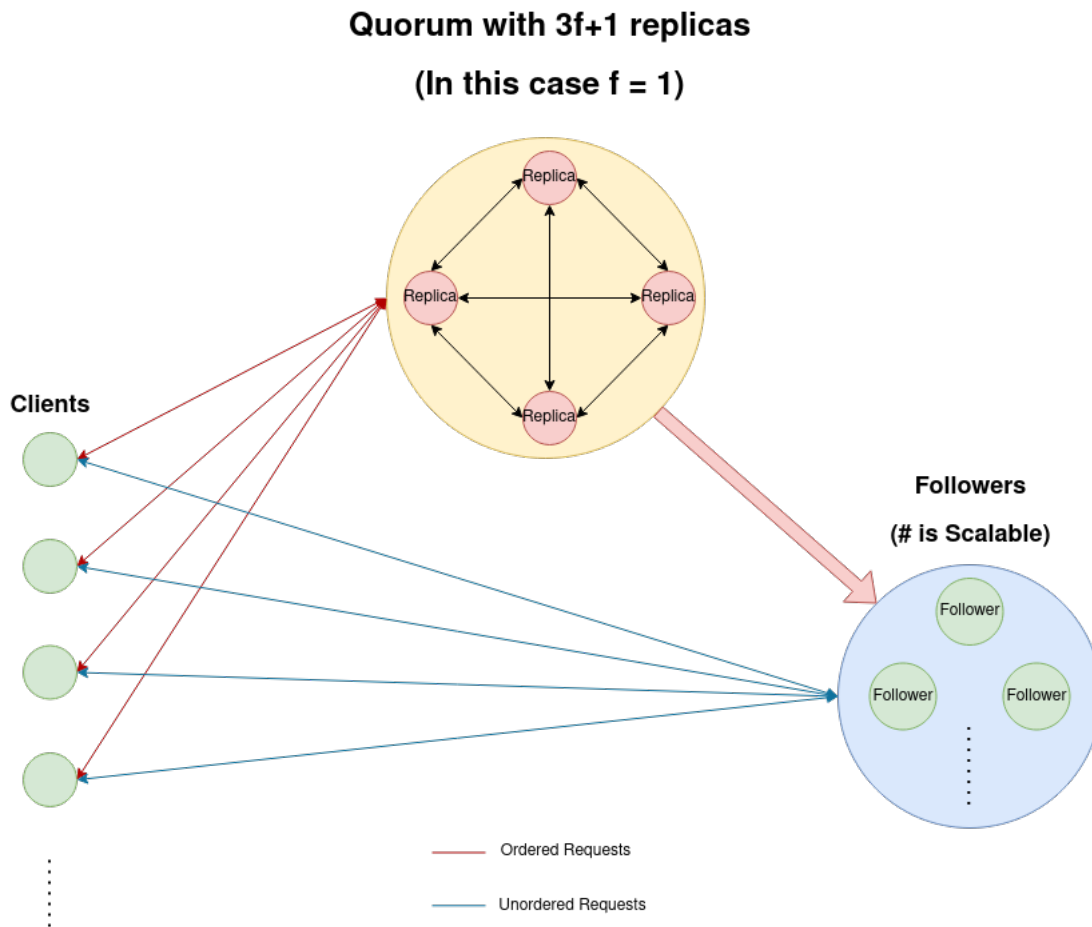 Quorum with 3f+1 replicas
(In this case f = 1)
Replica
Replica
Replica
Replica
Clients
Followers
(# is Scalable)
Follower
Follower
Follower
Ordered Requests
Unordered Requests